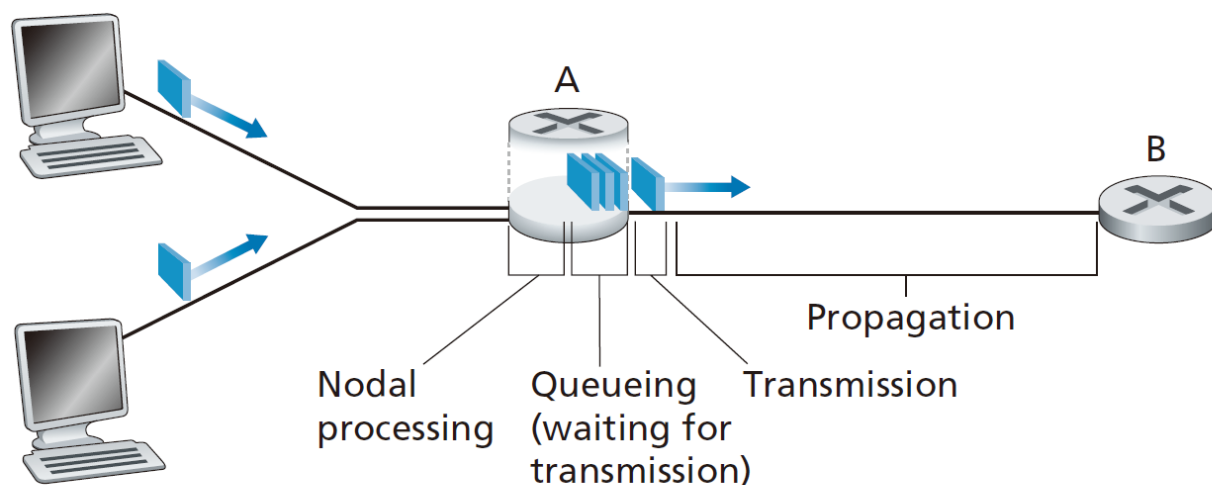 A
B
Propagation
Nodal
processing
Queueing
(waiting for
transmission)
Transmission